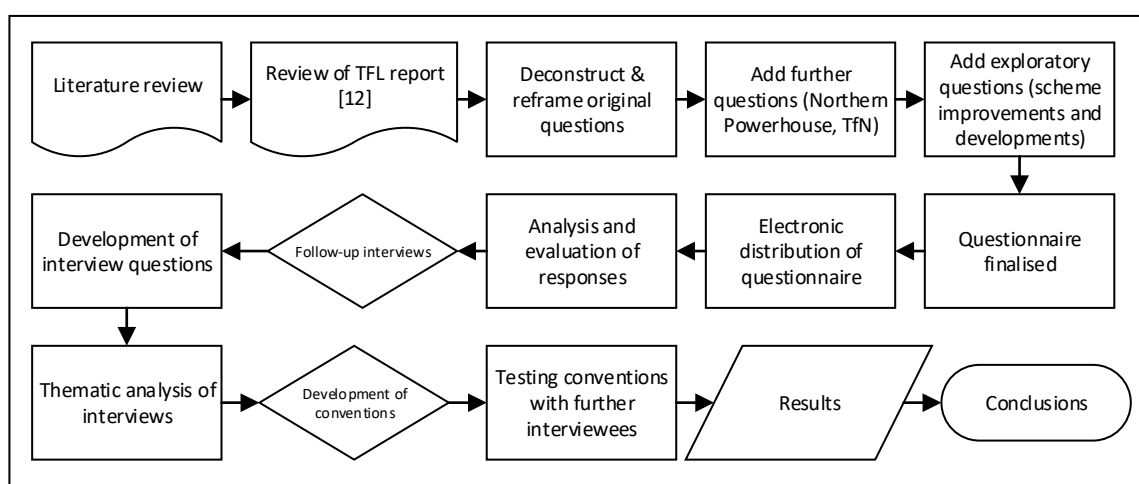 Literature review
Review of TFL report
[12]
Deconstruct &
reframe original
questions
Add further
questions (Northern
Powerhouse, TfN)
Add exploratory
questions (scheme
improvements and
developments)
Questionnaire
finalised
Electronic
distribution of
questionnaire
Analysis and
evaluation of
responses
Follow-up interviews
Development of
interview questions
Thematic analysis of
interviews
Development of
conventions
Testing conventions
with further
interviewees
Results
Conclusions